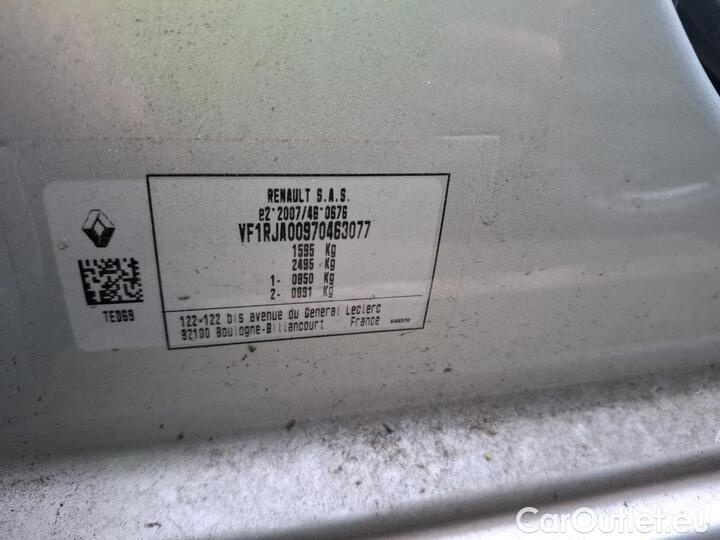 RENAULT S.A.S.
e2*2007/46*0676
VF1RJA00970463077
1595 Kg
2495 Kg
1- 0850 Kg
2- 0891 Kg
TED69
122-122 bis avenue du General Leclerc
92100 Boulogne-Billancourt France
CarOutlet.eu